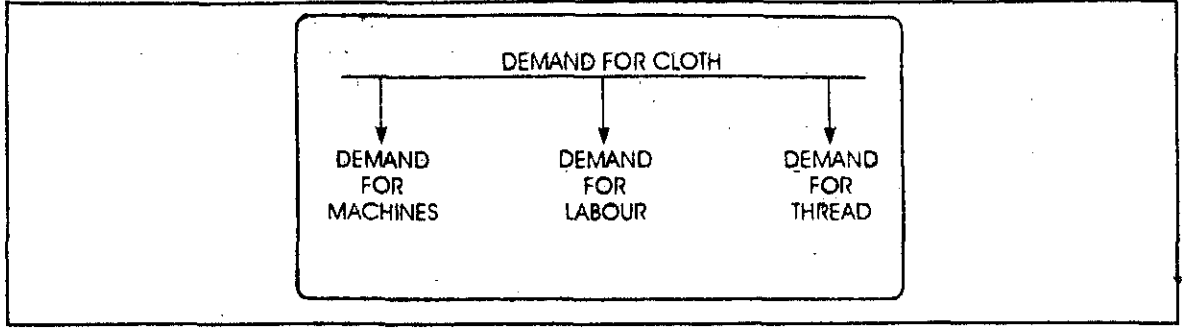 DEMAND FOR CLOTH
DEMAND
FOR
MACHINES
DEMAND
FOR
LABOUR
DEMAND
FOR
THREAD